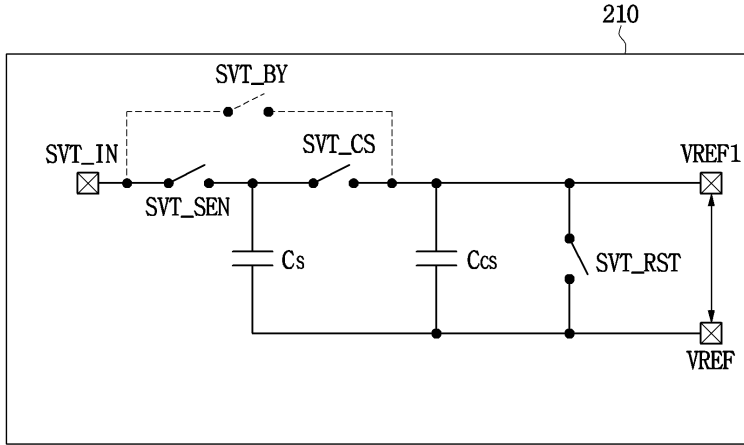 210
SVT_BY
SVT_IN
SVT_CS
VREF1
SVT_SEN
Cs
Ccs
SVT_RST
VREF